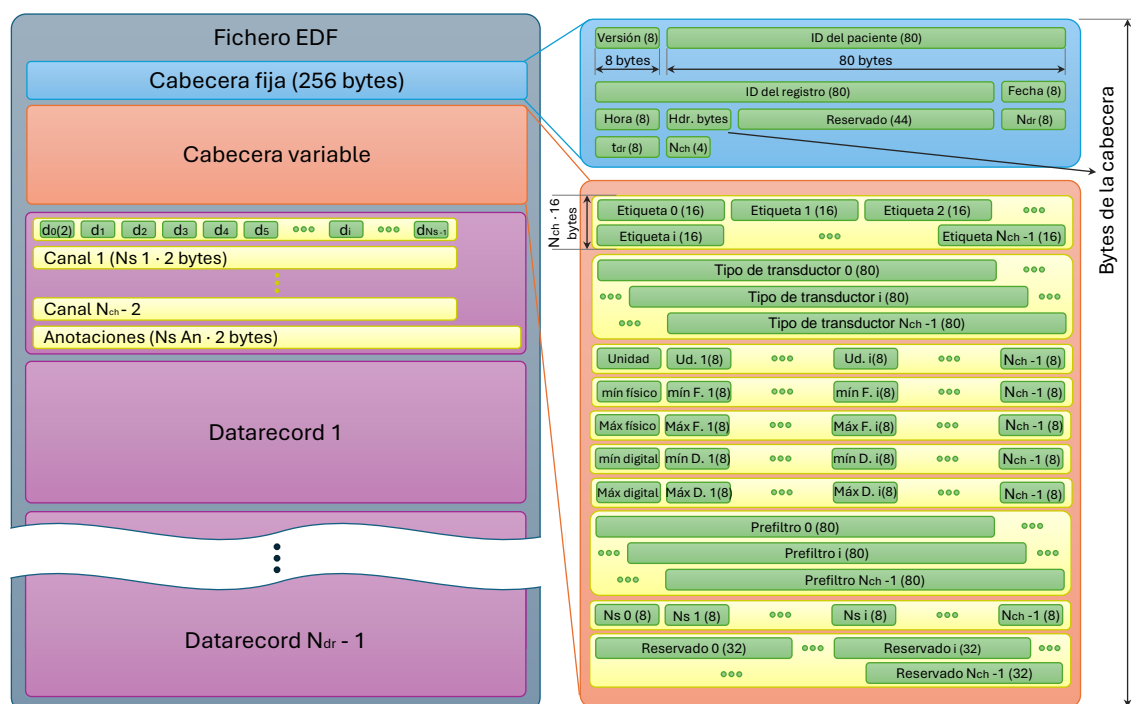 Fichero EDF
Cabecera fija (256 bytes)
Cabecera variable
d0(2) d1 d2 d3 d4 d5 di dNs-1
Canal 1 (Ns 1 · 2 bytes)
Canal Nch- 2
Anotaciones (Ns An · 2 bytes)
Datarecord 1
Datarecord Ndr - 1
Versión (8) ID del paciente (80)
8 bytes 80 bytes
ID del registro (80) Fecha (8)
Hora (8) Hdr. bytes Reservado (44) Ndr (8)
tdr (8) Nch (4)
Bytes de la cabecera
Nch · 16
bytes
Etiqueta 0 (16) Etiqueta 1 (16) Etiqueta 2 (16)
Etiqueta i (16) Etiqueta Nch -1 (16)
Tipo de transductor 0 (80)
Tipo de transductor i (80)
Tipo de transductor Nch -1 (80)
Unidad Ud. 1(8) Ud. i(8) Nch -1 (8)
mín físico mín F. 1(8) mín F. i(8) Nch -1 (8)
Máx físico Máx F. 1(8) Máx F. i(8) Nch -1 (8)
mín digital mín D. 1(8) mín D. i(8) Nch -1 (8)
Máx digital Máx D. 1(8) Máx D. i(8) Nch -1 (8)
Prefiltro 0 (80)
Prefiltro i (80)
Prefiltro Nch -1 (80)
Ns 0 (8) Ns 1 (8) Ns i (8) Nch -1 (8)
Reservado 0 (32) Reservado i (32)
Reservado Nch -1 (32)